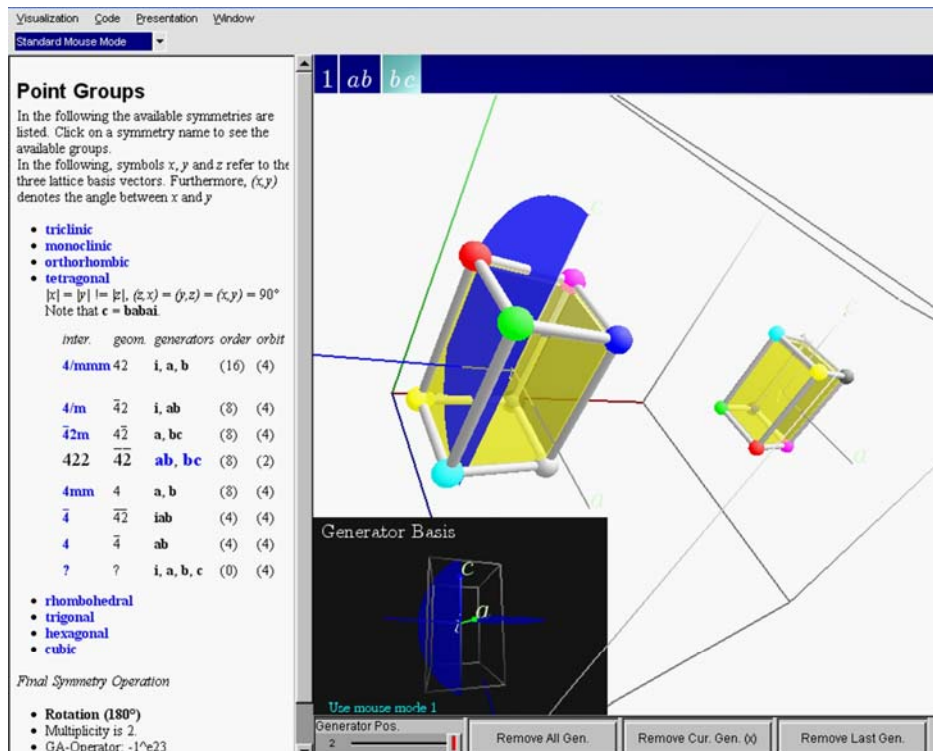 Visualization Code Presentation Window
Standard Mouse Mode
Point Groups
In the following the available symmetries are
listed. Click on a symmetry name to see the
available groups.
In the following, symbols x, y and z refer to the
three lattice basis vectors. Furthermore, (x,y)
denotes the angle between x and y
• triclinic
• monoclinic
• orthorhombic
• tetragonal
|x| = |y| != |z|, (z,x) = (y,z) = (x,y) = 90°
Note that c = babai.
inter. geom. generators order orbit
4/mmm 42 i, a, b (16) (4)
4/m 4̅2 i, ab (8) (4)
4̅2m 42̅ a, bc (8) (4)
422 4̅2̅ ab, bc (8) (2)
4mm 4 a, b (8) (4)
4̅ 4̅2̅ iab (4) (4)
4 4̅ ab (4) (4)
? ? i, a, b, c (0) (4)
• rhombohedral
• trigonal
• hexagonal
• cubic
Final Symmetry Operation
• Rotation (180°)
• Multiplicity is 2.
• GA-Operator: -1^e23
1 ab bc
c
a
c
a
Generator Basis
c
a
i
Use mouse mode 1
Generator Pos.
2
Remove All Gen.
Remove Cur. Gen. (x)
Remove Last Gen.